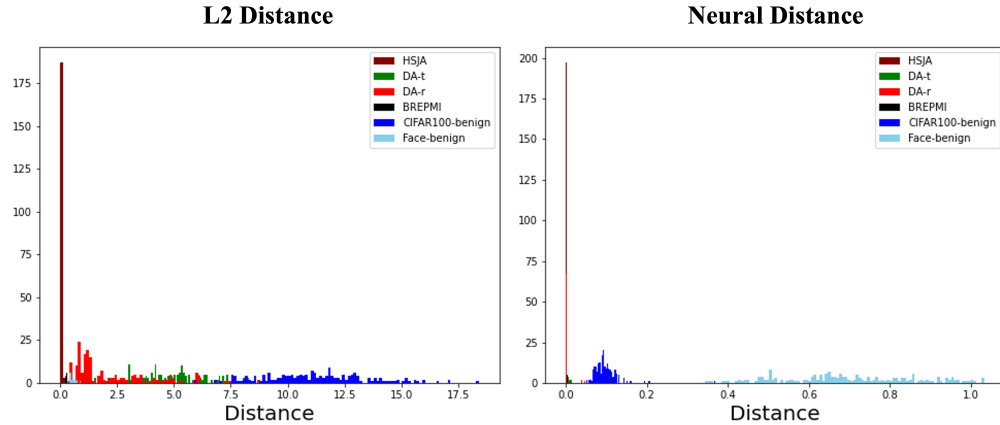 L2 Distance
175
150
125
100
75
50
25
0
0.0 2.5 5.0 7.5 10.0 12.5 15.0 17.5
Distance
HSJA
DA-t
DA-r
BREPMI
CIFAR100-benign
Face-benign
Neural Distance
200
175
150
125
100
75
50
25
0
0.0 0.2 0.4 0.6 0.8 1.0
Distance
HSJA
DA-t
DA-r
BREPMI
CIFAR100-benign
Face-benign